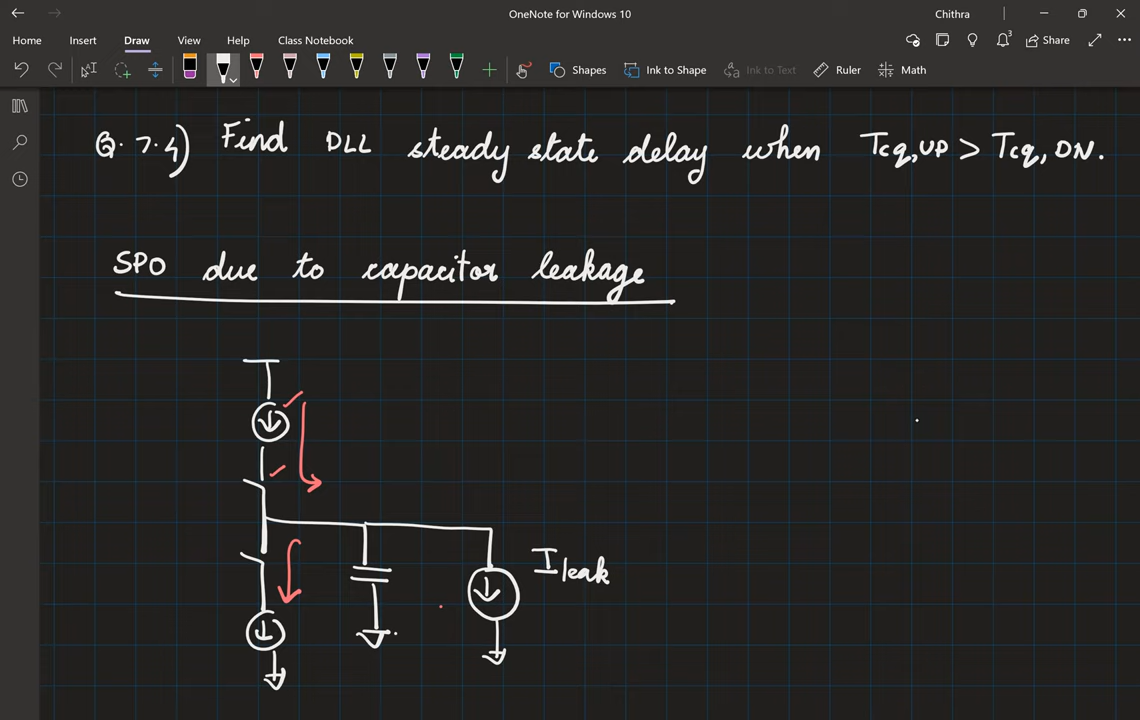 OneNote for Windows 10
Chithra
Home Insert Draw View Help Class Notebook
Share
Shapes Ink to Shape Ink to Text Ruler Math
Q.7.4) Find DLL steady state delay when Tcq,UP > Tcq,DN.
SPO due to capacitor leakage
Ileak